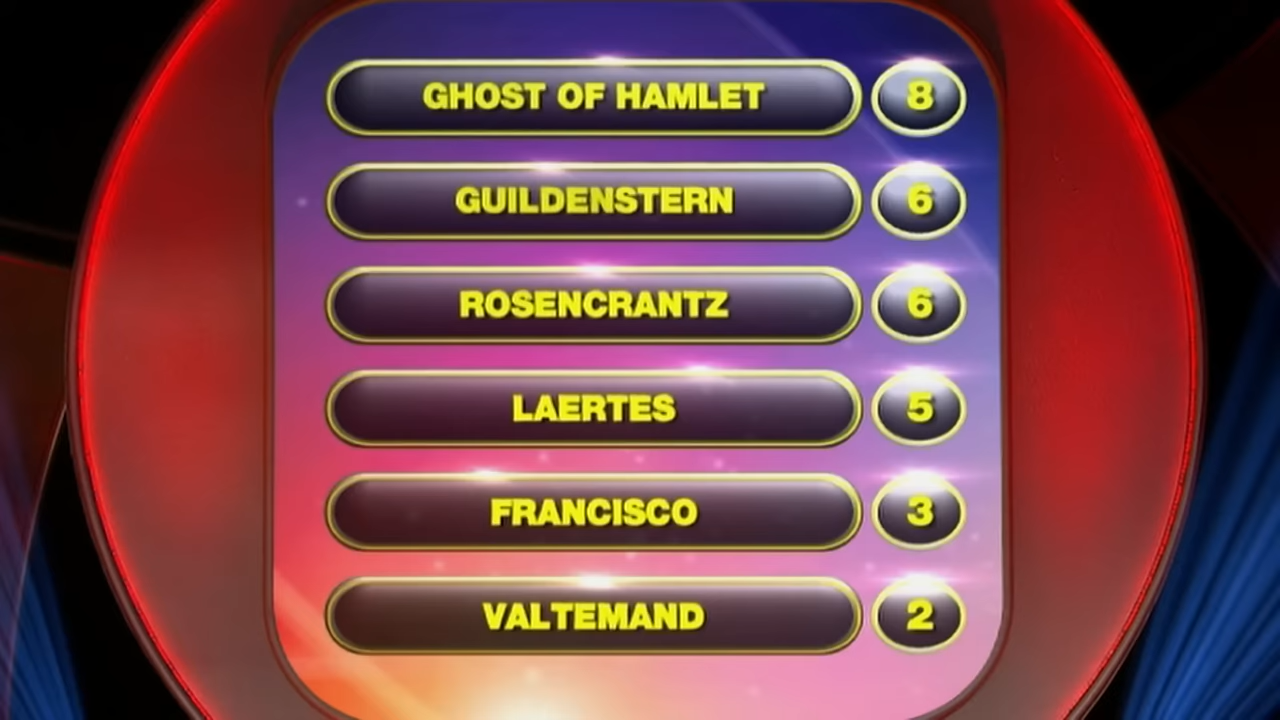 GHOST OF HAMLET 8
GUILDENSTERN 6
ROSENCRANTZ 6
LAERTES 5
FRANCISCO 3
VALTEMAND 2